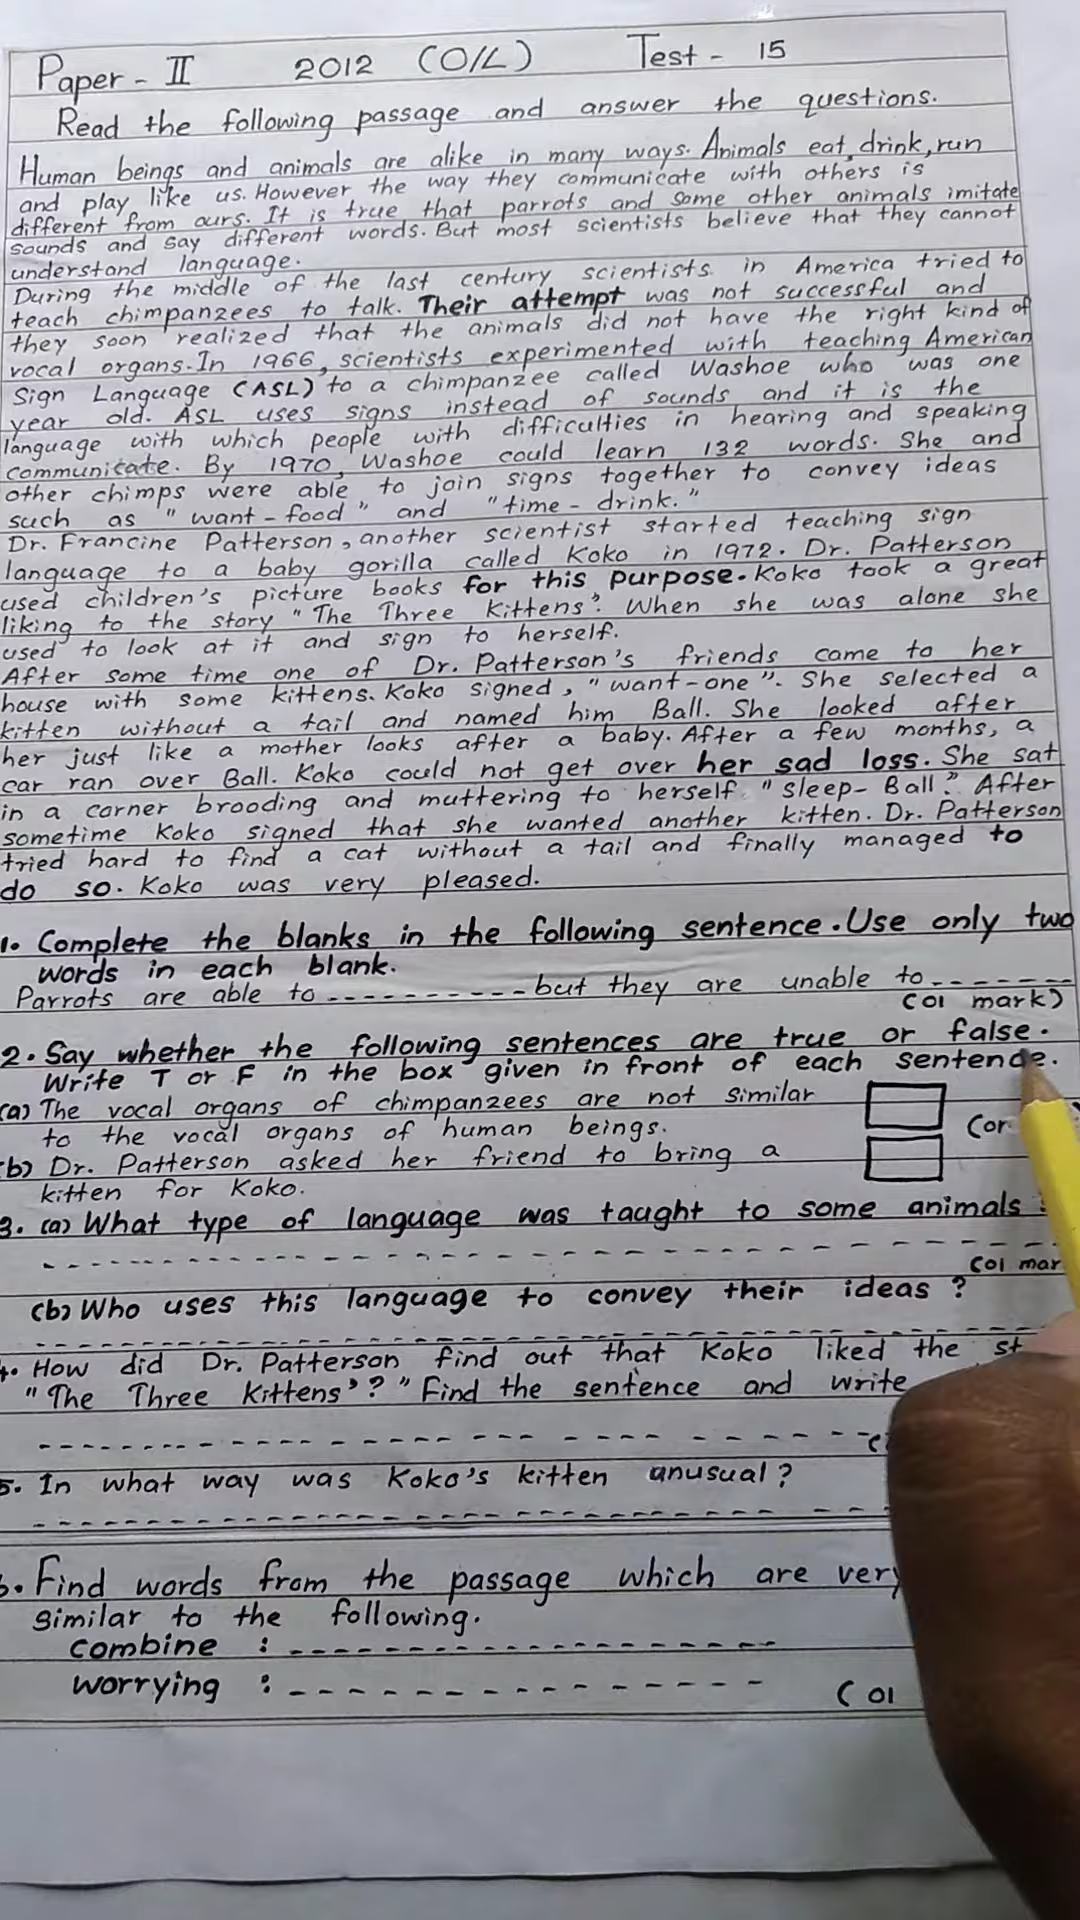 Paper - II 2012 (O/L) Test - 15
Read the following passage and answer the questions.
Human beings and animals are alike in many ways. Animals eat, drink, run
and play like us. However the way they communicate with others is
different from ours. It is true that parrots and some other animals imitate
sounds and say different words. But most scientists believe that they cannot
understand language.
During the middle of the last century scientists in America tried to
teach chimpanzees to talk. Their attempt was not successful and
they soon realized that the animals did not have the right kind of
vocal organs. In 1966, scientists experimented with teaching American
Sign Language (ASL) to a chimpanzee called Washoe who was one
year old. ASL uses signs instead of sounds and it is the
language with which people with difficulties in hearing and speaking
communicate. By 1970, Washoe could learn 132 words. She and
other chimps were able to join signs together to convey ideas
such as "want - food" and "time - drink."
Dr. Francine Patterson, another scientist started teaching sign
language to a baby gorilla called Koko in 1972. Dr. Patterson
used children's picture books for this purpose. Koko took a great
liking to the story "The Three Kittens". When she was alone she
used to look at it and sign to herself.
After some time one of Dr. Patterson's friends came to her
house with some kittens. Koko signed, "want-one". She selected a
kitten without a tail and named him Ball. She looked after
her just like a mother looks after a baby. After a few months, a
car ran over Ball. Koko could not get over her sad loss. She sat
in a corner brooding and muttering to herself "sleep- Ball". After
sometime Koko signed that she wanted another kitten. Dr. Patterson
tried hard to find a cat without a tail and finally managed to
do so. Koko was very pleased.
1. Complete the blanks in the following sentence. Use only two
words in each blank.
Parrots are able to ---------- but they are unable to -------
(01 mark)
2. Say whether the following sentences are true or false.
Write T or F in the box given in front of each sentence.
(a) The vocal organs of chimpanzees are not similar
to the vocal organs of human beings.
(b) Dr. Patterson asked her friend to bring a
kitten for Koko.
3. (a) What type of language was taught to some animals
(01 mar
(b) Who uses this language to convey their ideas ?
How did Dr. Patterson find out that Koko liked the
"The Three Kittens'?" Find the sentence and write
5. In what way was Koko's kitten unusual?
Find words from the passage which are very
similar to the following.
combine : ------------------
worrying : ----------------
(01